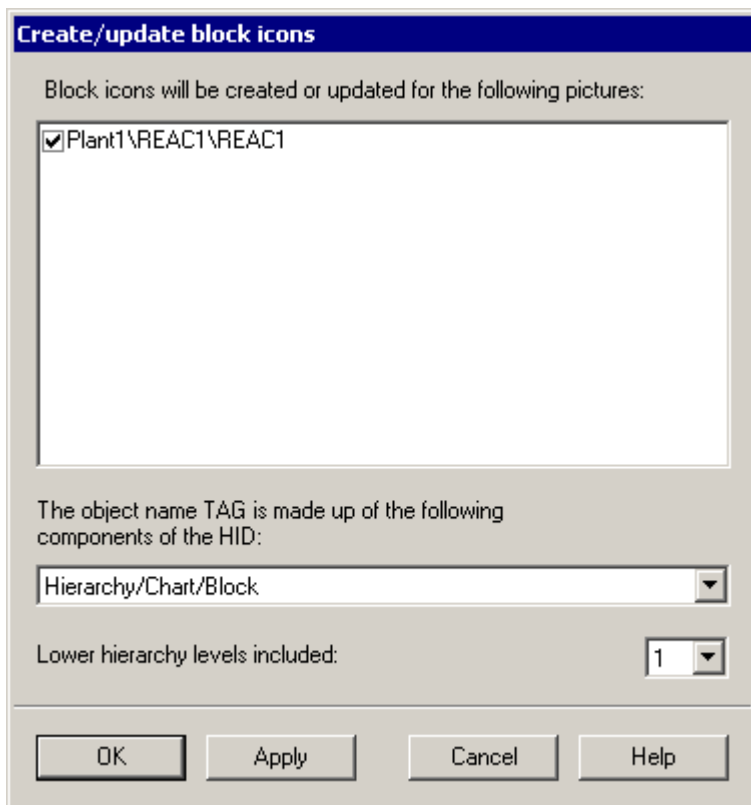 Create/update block icons
Block icons will be created or updated for the following pictures:
Plant1\REAC1\REAC1
The object name TAG is made up of the following
components of the HID:
Hierarchy/Chart/Block
Lower hierarchy levels included:
1
OK
Apply
Cancel
Help